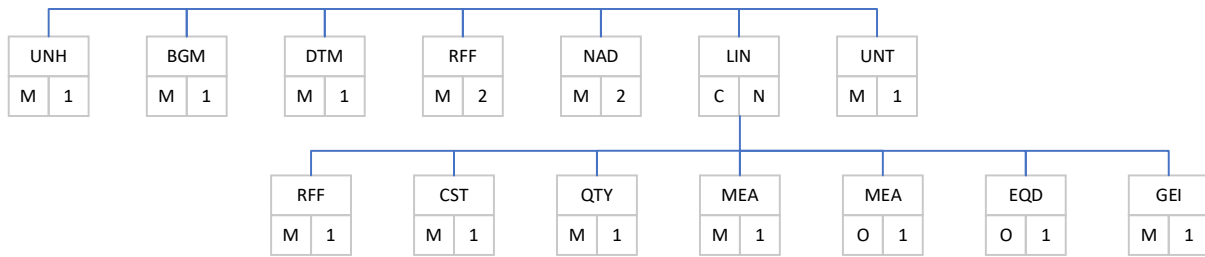 UNH BGM DTM RFF NAD LIN UNT
M 1 M 1 M 1 M 2 M 2 C N M 1
RFF CST QTY MEA MEA EQD GEI
M 1 M 1 M 1 M 1 O 1 O 1 M 1